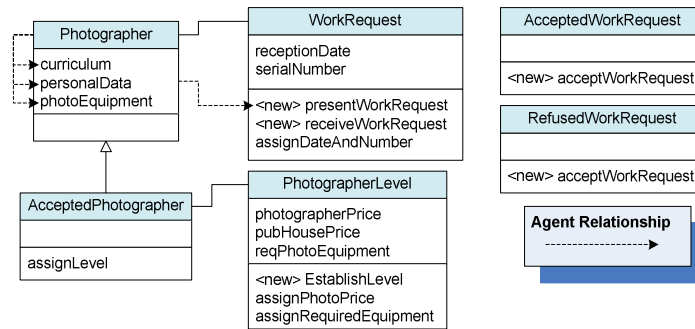 Photographer
curriculum
personalData
photoEquipment
WorkRequest
receptionDate
serialNumber
<new> presentWorkRequest
<new> receiveWorkRequest
assignDateAndNumber
AcceptedWorkRequest
<new> acceptWorkRequest
RefusedWorkRequest
<new> acceptWorkRequest
AcceptedPhotographer
assignLevel
PhotographerLevel
photographerPrice
pubHousePrice
reqPhotoEquipment
<new> EstablishLevel
assignPhotoPrice
assignRequiredEquipment
Agent Relationship